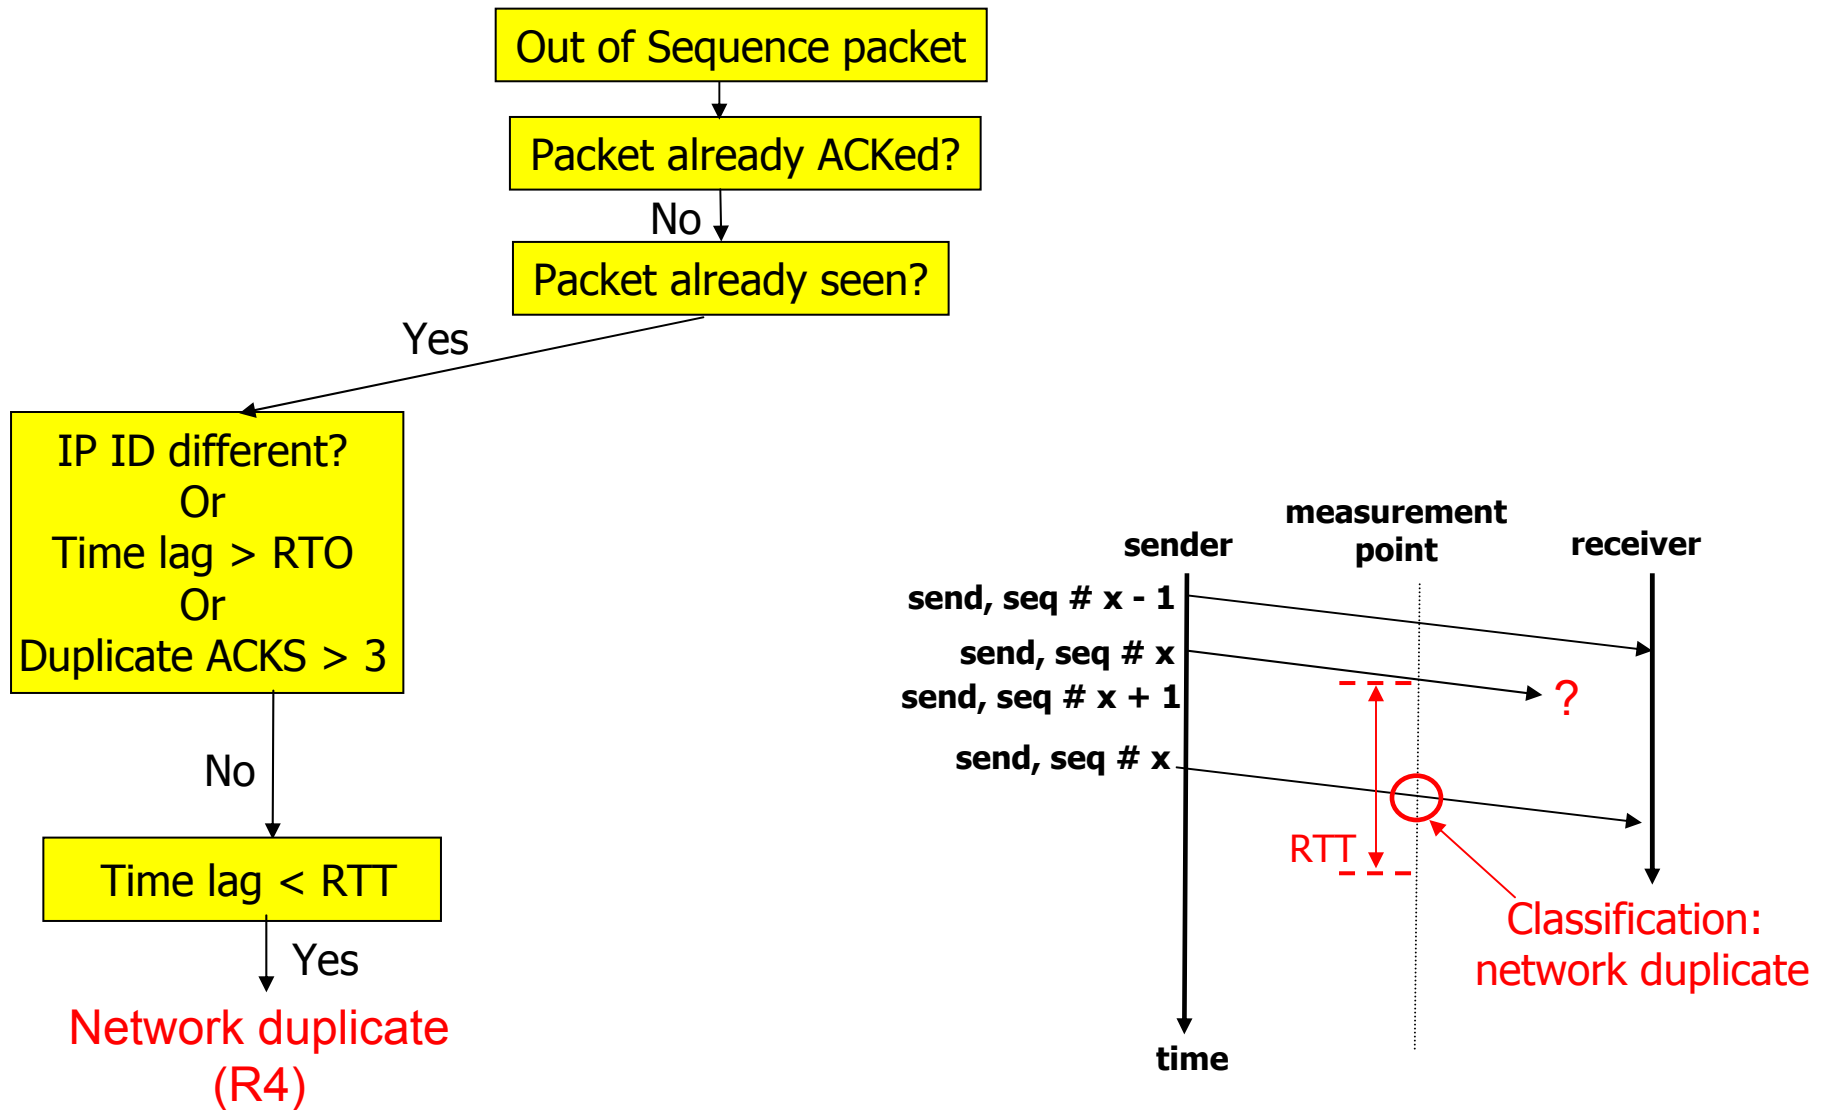 Out of Sequence packet
Packet already ACKed?
No
Packet already seen?
Yes
IP ID different?
Or
Time lag > RTO
Or
Duplicate ACKS > 3
No
Time lag < RTT
Yes
Network duplicate
(R4)
measurement
point
sender
receiver
send, seq # x - 1
send, seq # x
send, seq # x + 1
?
send, seq # x
RTT
Classification:
network duplicate
time